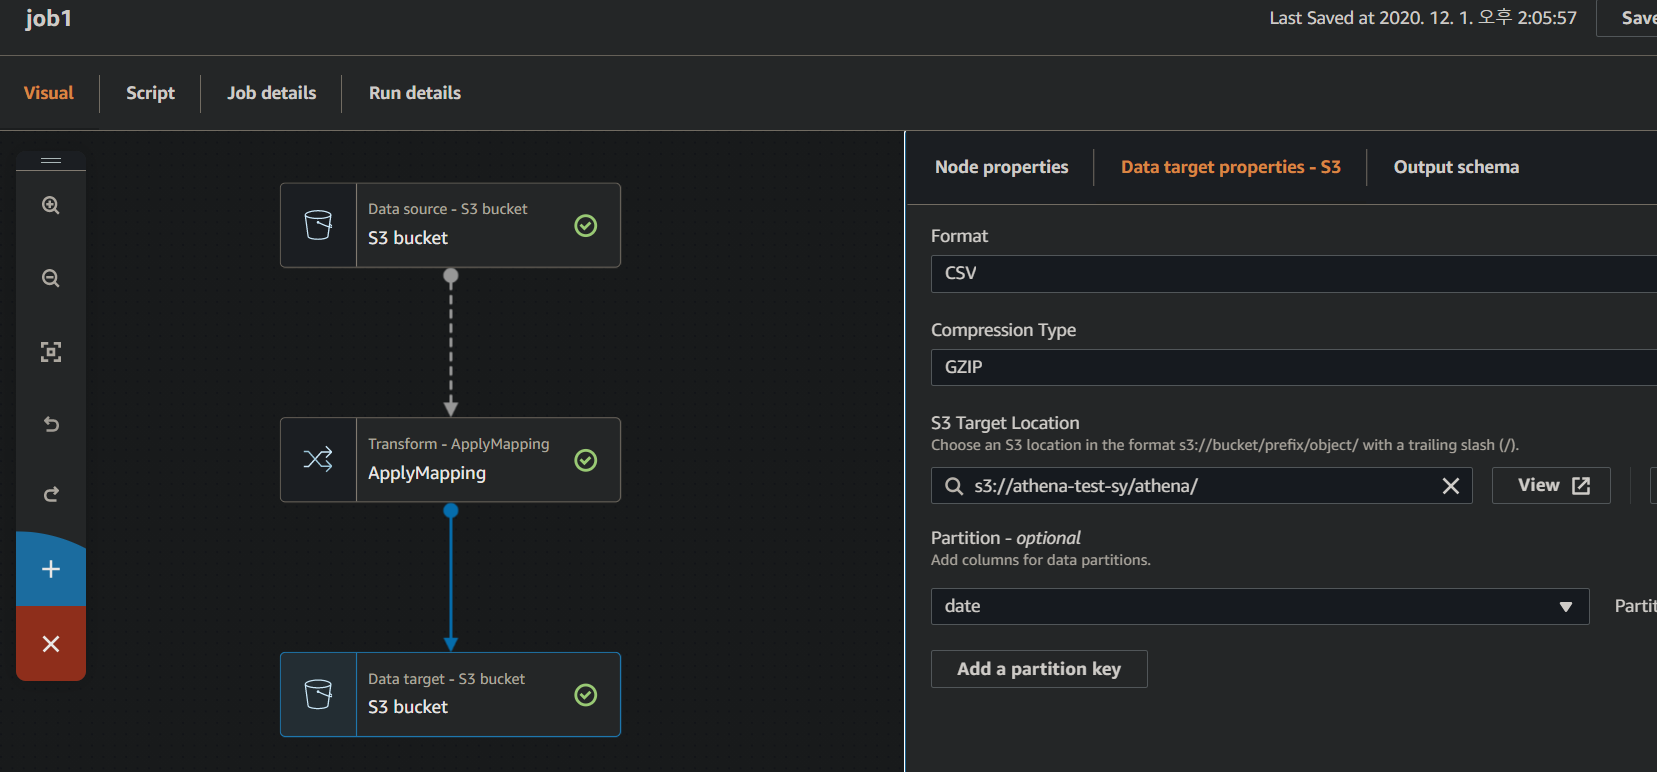 job1
Last Saved at 2020. 12. 1. 오후 2:05:57
Save
Visual
Script
Job details
Run details
Data source - S3 bucket
S3 bucket
Transform - ApplyMapping
ApplyMapping
Data target - S3 bucket
S3 bucket
Node properties
Data target properties - S3
Output schema
Format
CSV
Compression Type
GZIP
S3 Target Location
Choose an S3 location in the format s3://bucket/prefix/object/ with a trailing slash (/).
s3://athena-test-sy/athena/
View
Partition - optional
Add columns for data partitions.
date
Add a partition key